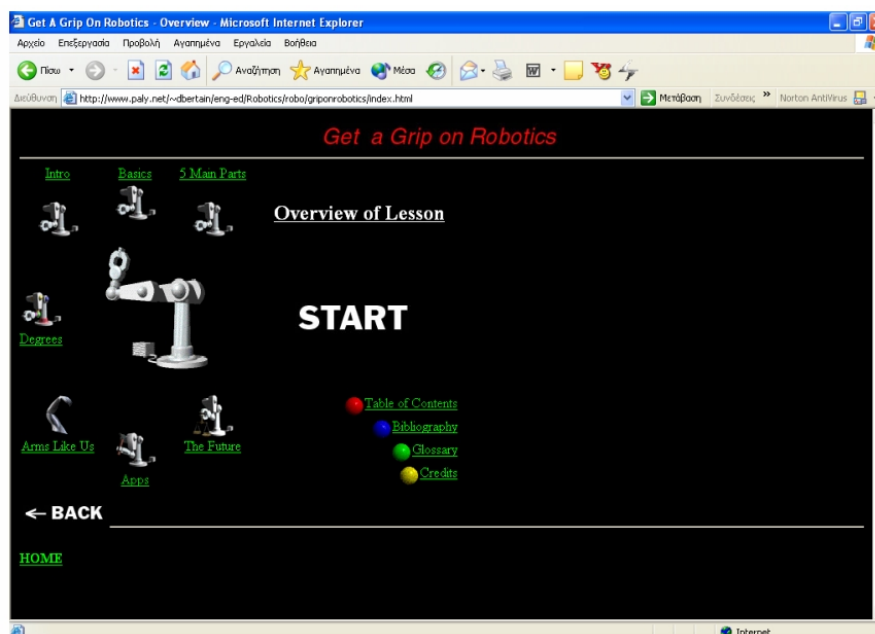 Get A Grip On Robotics - Overview - Microsoft Internet Explorer
Αρχείο Επεξεργασία Προβολή Αγαπημένα Εργαλεία Βοήθεια
Πίσω Αναζήτηση Αγαπημένα Μέσα
Διεύθυνση http://www.paly.net/~dbertain/eng-ed/Robotics/robo/griponrobotics/index.html Μετάβαση Συνδέσεις » Norton AntiVirus
Get a Grip on Robotics
Intro Basics 5 Main Parts
Overview of Lesson
START
Degrees
Table of Contents
Bibliography
Arms Like Us The Future Glossary
Apps Credits
← BACK
HOME
Internet